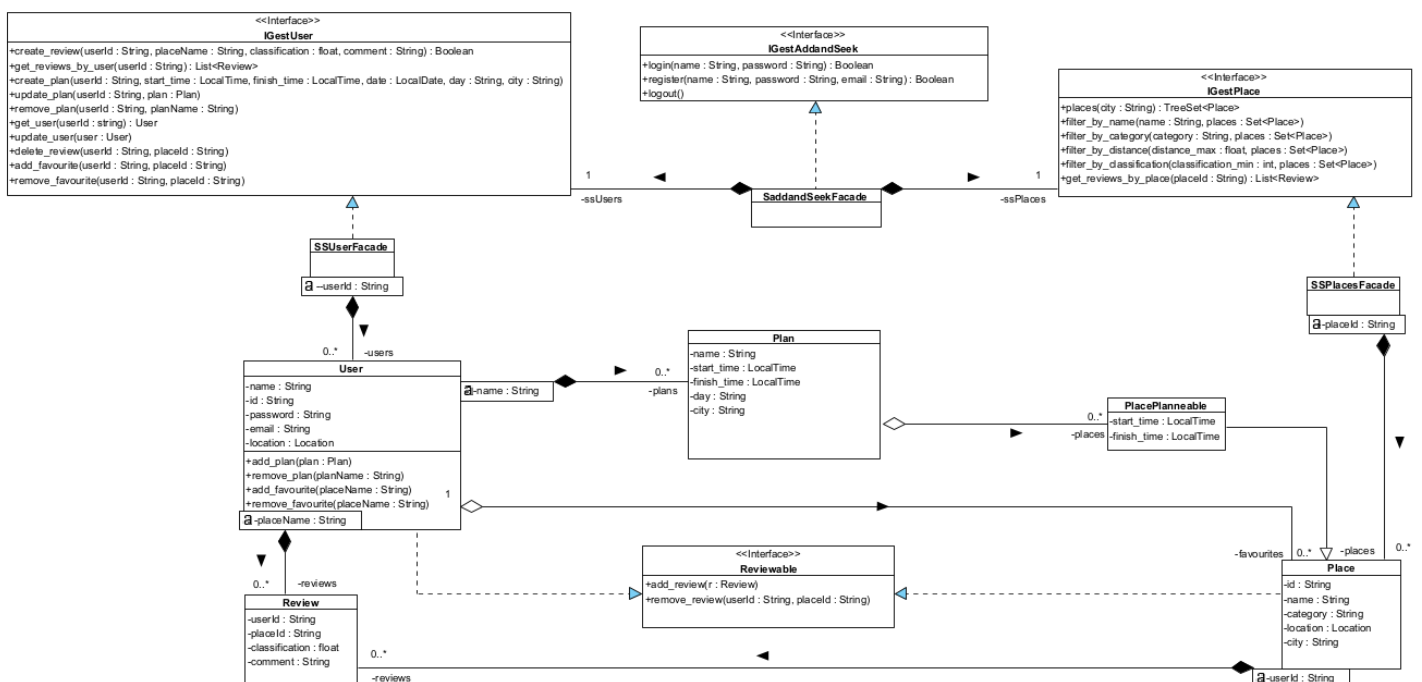 <<Interface>>
IGestUser
+create_review(userId : String, placeName : String, classification : float, comment : String) : Boolean
+get_reviews_by_user(userId : String) : List<Review>
+create_plan(userId : String, start_time : LocalTime, finish_time : LocalTime, date : LocalDate, day : String, city : String)
+update_plan(userId : String, plan : Plan)
+remove_plan(userId : String, planName : String)
+get_user(userId : string) : User
+update_user(user : User)
+delete_review(userId : String, placeId : String)
+add_favourite(userId : String, placeId : String)
+remove_favourite(userId : String, placeId : String)
<<Interface>>
IGestAddandSeek
+login(name : String, password : String) : Boolean
+register(name : String, password : String, email : String) : Boolean
+logout()
<<Interface>>
IGestPlace
+places(city : String) : TreeSet<Place>
+filter_by_name(name : String, places : Set<Place>)
+filter_by_category(category : String, places : Set<Place>)
+filter_by_distance(distance_max : float, places : Set<Place>)
+filter_by_classification(classification_min : int, places : Set<Place>)
+get_reviews_by_place(placeId : String) : List<Review>
1
-ssUsers
SaddandSeekFacade
1
-ssPlaces
SSUserFacade
a --userId : String
0..*
-users
SSPlacesFacade
a -placeId : String
User
-name : String
-id : String
-password : String
-email : String
-location : Location
+add_plan(plan : Plan)
+remove_plan(planName : String)
+add_favourite(placeName : String)
+remove_favourite(placeName : String)
1
a -placeName : String
a -name : String
0..*
-plans
Plan
-name : String
-start_time : LocalTime
-finish_time : LocalTime
-day : String
-city : String
0..*
-places
PlacePlanneable
-start_time : LocalTime
-finish_time : LocalTime
-favourites
0..*
-places
0..*
<<Interface>>
Reviewable
+add_review(r : Review)
+remove_review(userId : String, placeId : String)
Place
-id : String
-name : String
-category : String
-location : Location
-city : String
a -userId : String
0..*
-reviews
Review
-userId : String
-placeId : String
-classification : float
-comment : String
0..*
-reviews